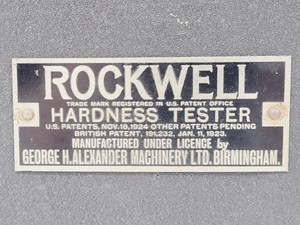 ROCKWELL
TRADE MARK REGISTERED IN U.S. PATENT OFFICE
HARDNESS TESTER
U.S. PATENTS, NOV. 18, 1924 OTHER PATENTS PENDING
BRITISH PATENT, 191,232, JAN. 11, 1923.
MANUFACTURED UNDER LICENCE by
GEORGE H. ALEXANDER MACHINERY LTD. BIRMINGHAM.